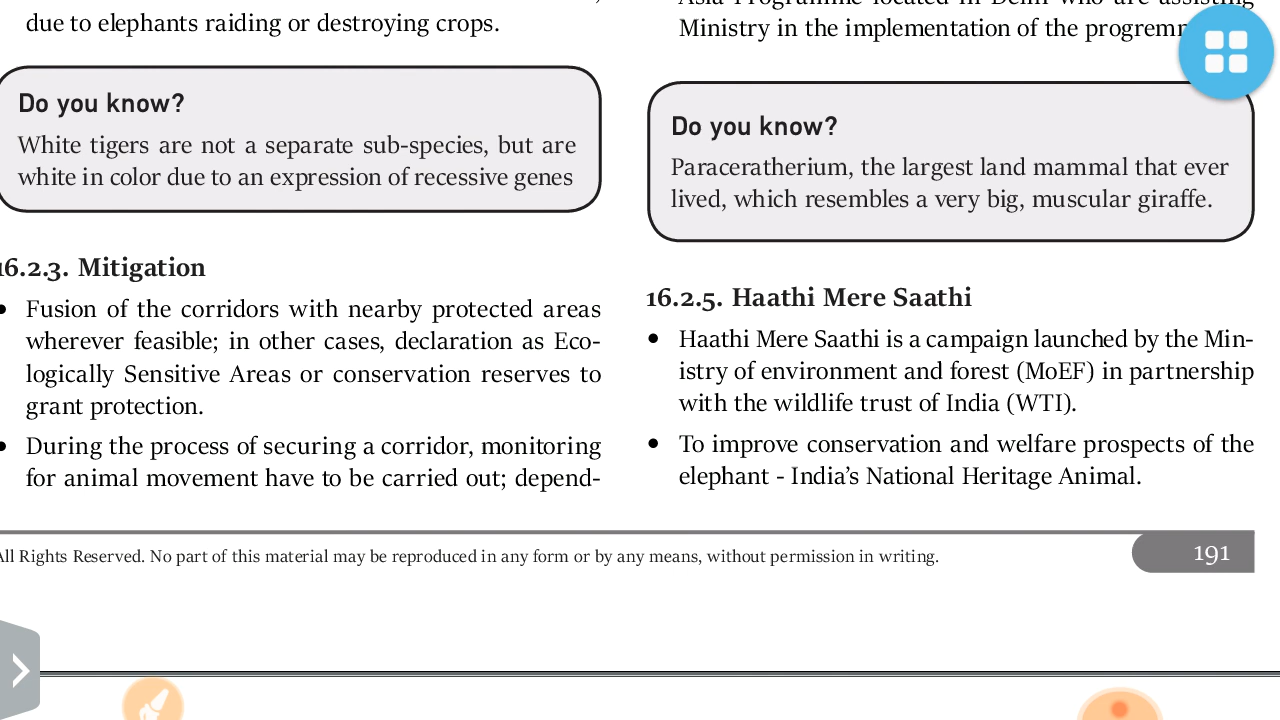 due to elephants raiding or destroying crops.
Do you know?
White tigers are not a separate sub-species, but are
white in color due to an expression of recessive genes
16.2.3. Mitigation
• Fusion of the corridors with nearby protected areas
wherever feasible; in other cases, declaration as Eco-
logically Sensitive Areas or conservation reserves to
grant protection.
• During the process of securing a corridor, monitoring
for animal movement have to be carried out; depend-
Asia Programme located in Delhi who are assisting
Ministry in the implementation of the
Do you know?
Paraceratherium, the largest land mammal that ever
lived, which resembles a very big, muscular giraffe.
16.2.5. Haathi Mere Saathi
• Haathi Mere Saathi is a campaign launched by the Min-
istry of environment and forest (MoEF) in partnership
with the wildlife trust of India (WTI).
• To improve conservation and welfare prospects of the
elephant - India's National Heritage Animal.
All Rights Reserved. No part of this material may be reproduced in any form or by any means, without permission in writing.
191